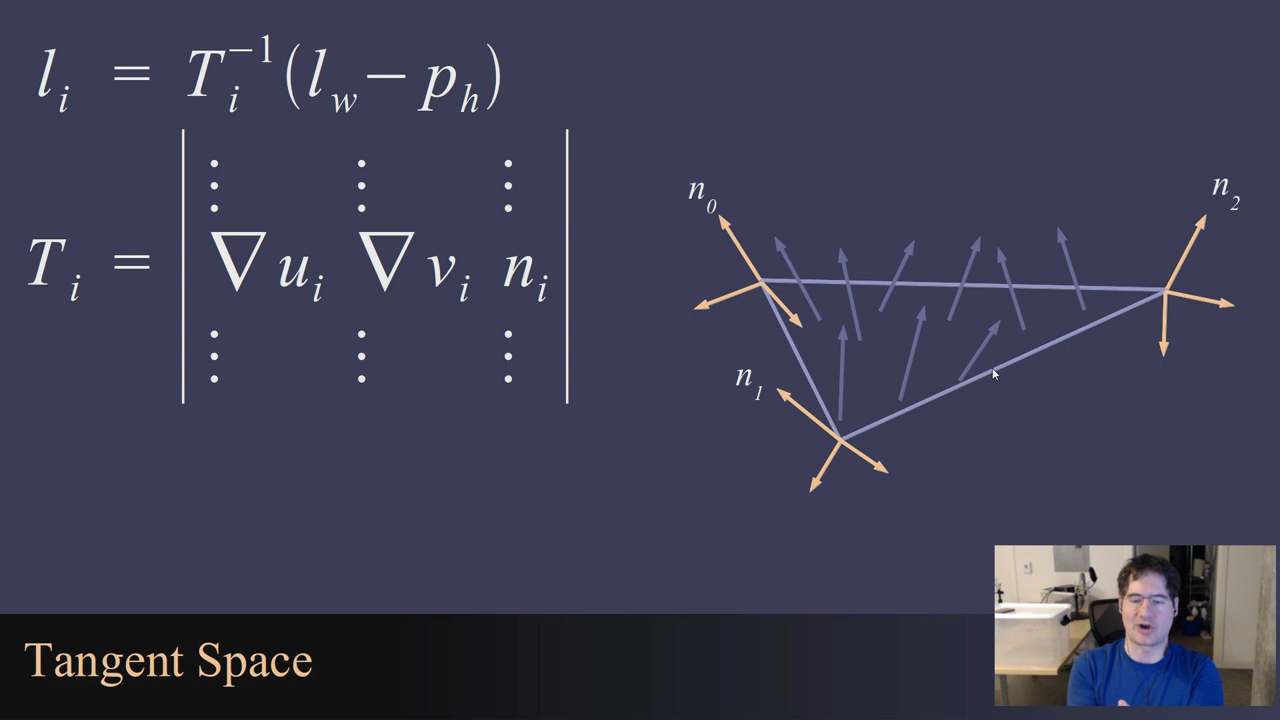 l_i = T_i^{-1}(l_w - p_h)
T_i = | ∇u_i ∇v_i n_i |
n_0
n_2
n_1
Tangent Space